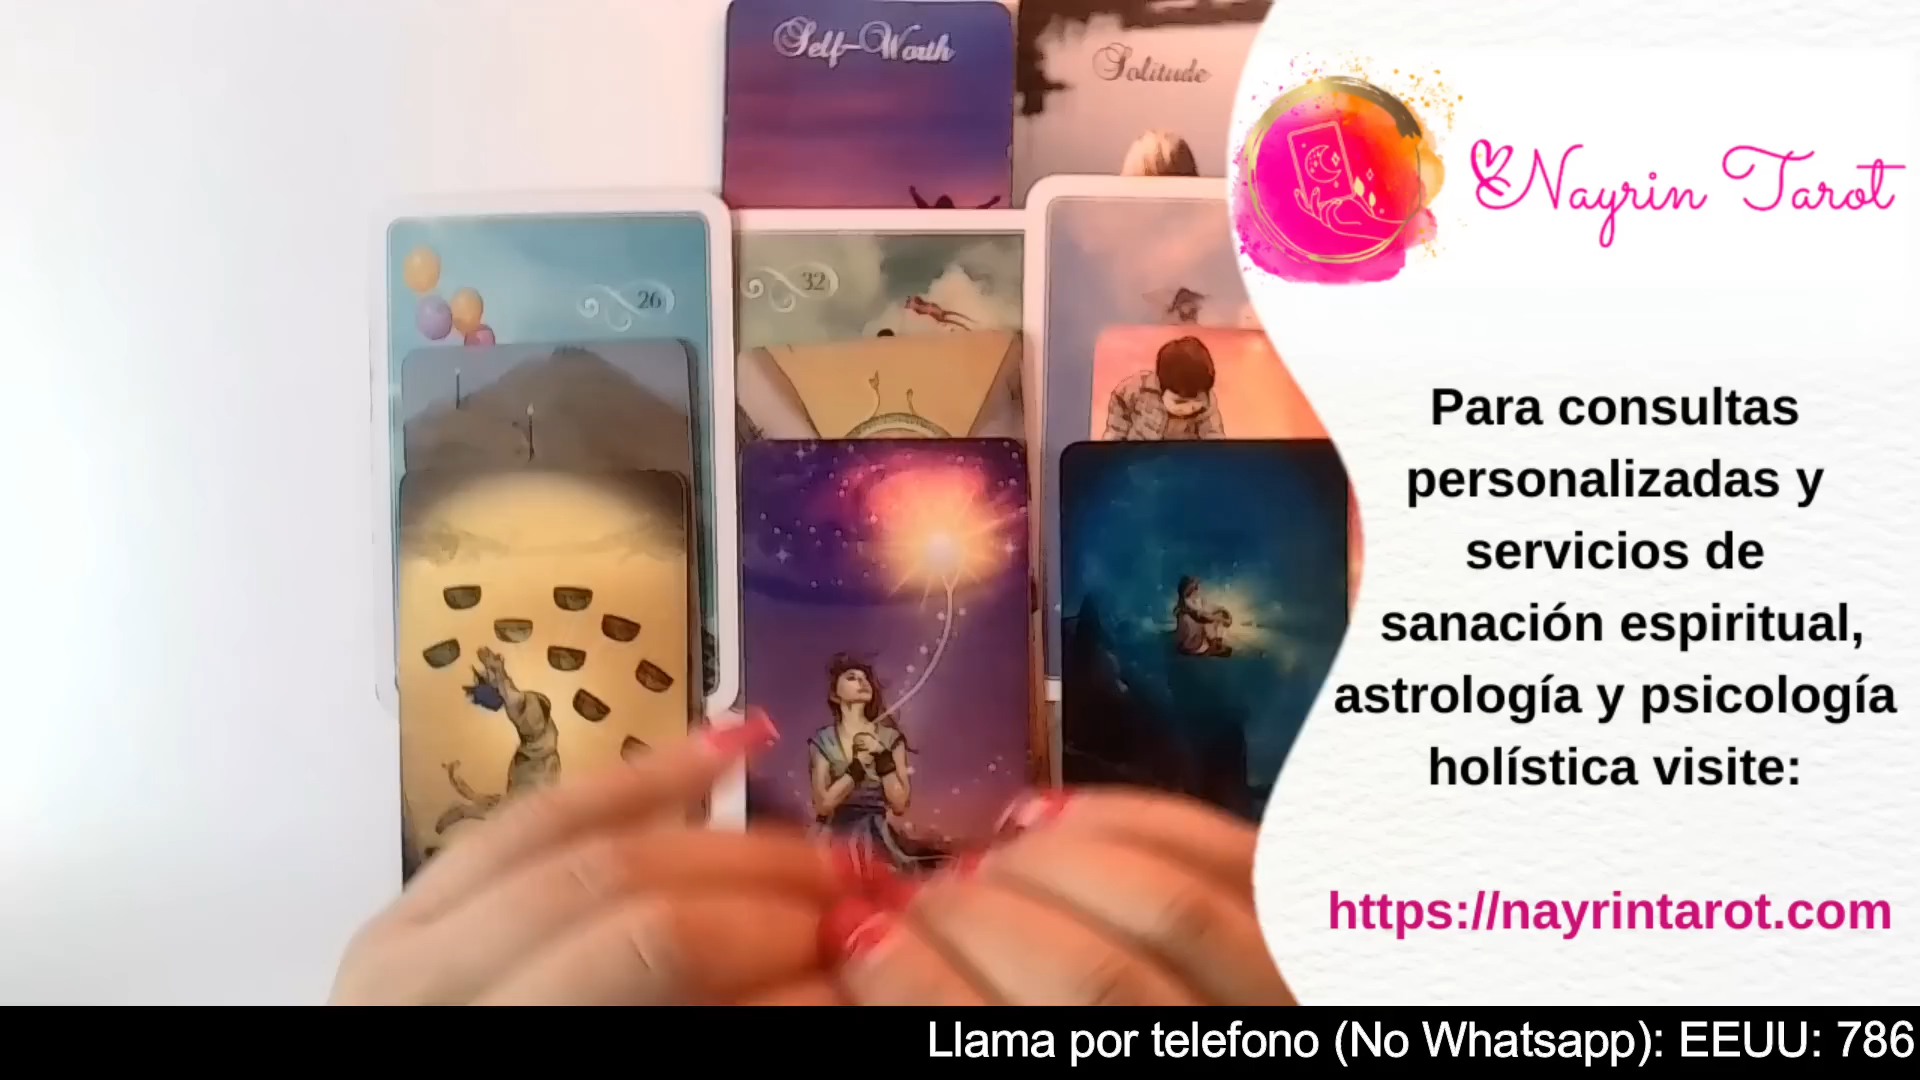 Self-Worth
Solitude
Nayrin Tarot
26
32
Para consultas
personalizadas y
servicios de
sanación espiritual,
astrología y psicología
holística visite:
https://nayrintarot.com
Llama por telefono (No Whatsapp): EEUU: 786